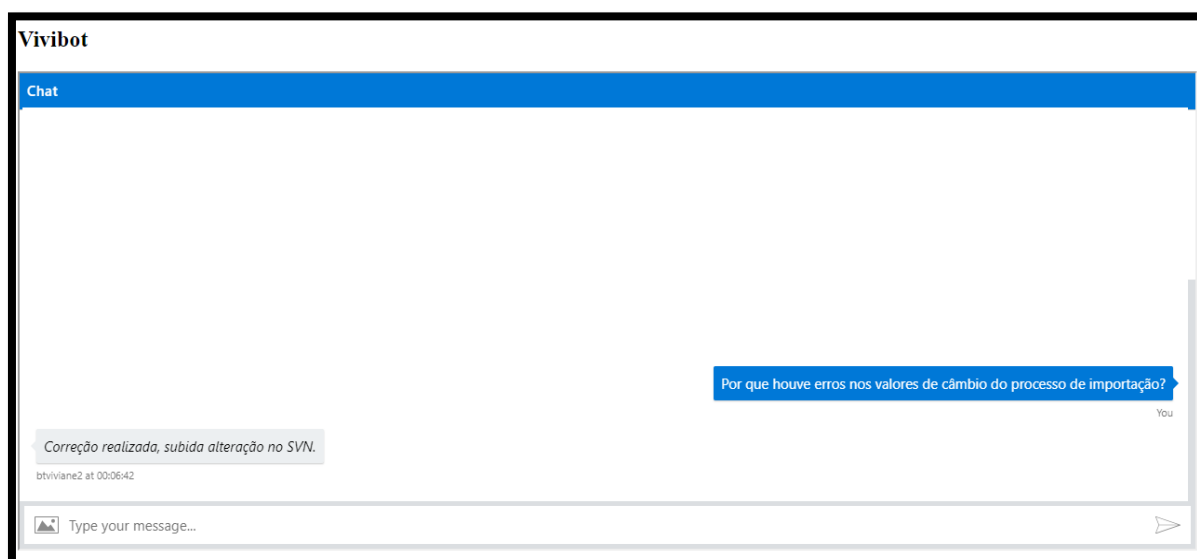 Vivibot
Chat
Por que houve erros nos valores de câmbio do processo de importação?
You
Correção realizada, subida alteração no SVN.
btviviane2 at 00:06:42
Type your message...